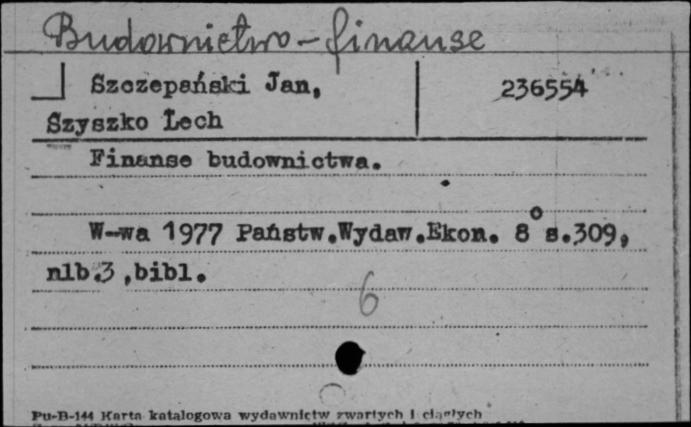 Budownictwo - finanse
Szczepański Jan,
236554
Szyszko Lech
Finanse budownictwa.
W-wa 1977 Państw.Wydaw.Ekon. 8° s.309,
nlb.3 ,bibl.
6
Pu-B-144 Karta katalogowa wydawnictw zwartych i ciągłych